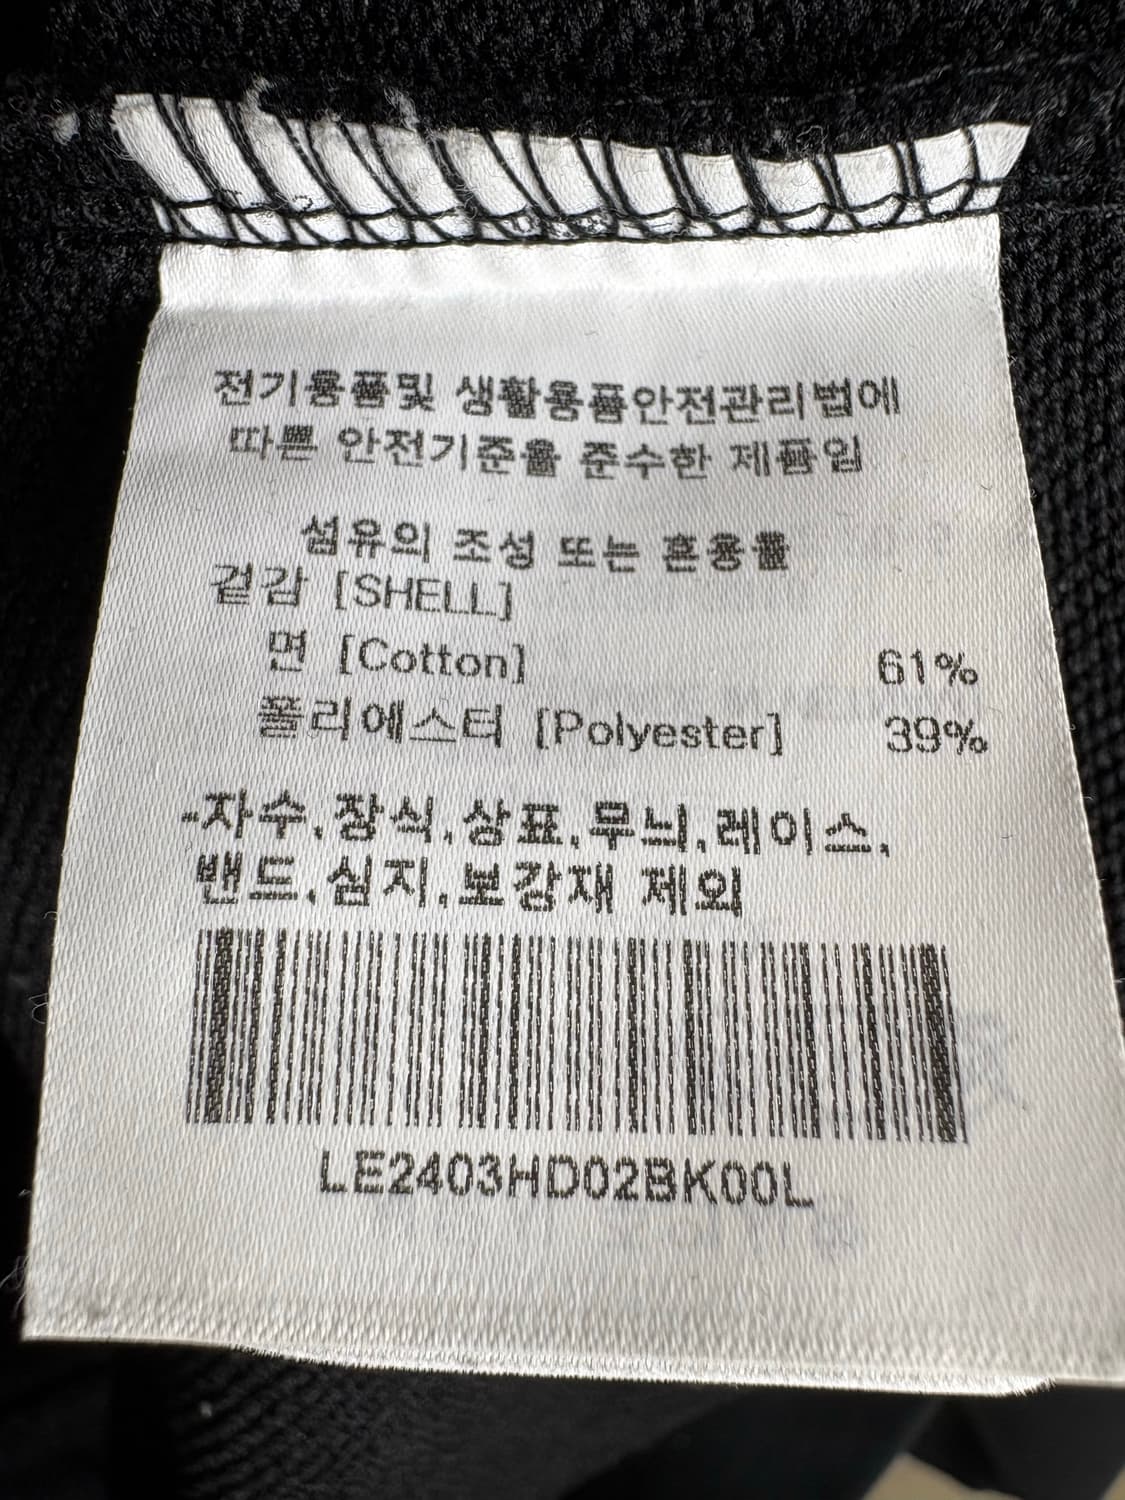 전기용품및 생활용품안전관리법에
따른 안전기준을 준수한 제품임
섬유의 조성 또는 혼용율
겉감 [SHELL]
면 [Cotton] 61%
폴리에스터 [Polyester] 39%
-자수,장식,상표,무늬,레이스,
밴드,심지,보강재 제외
LE2403HD02BK00L